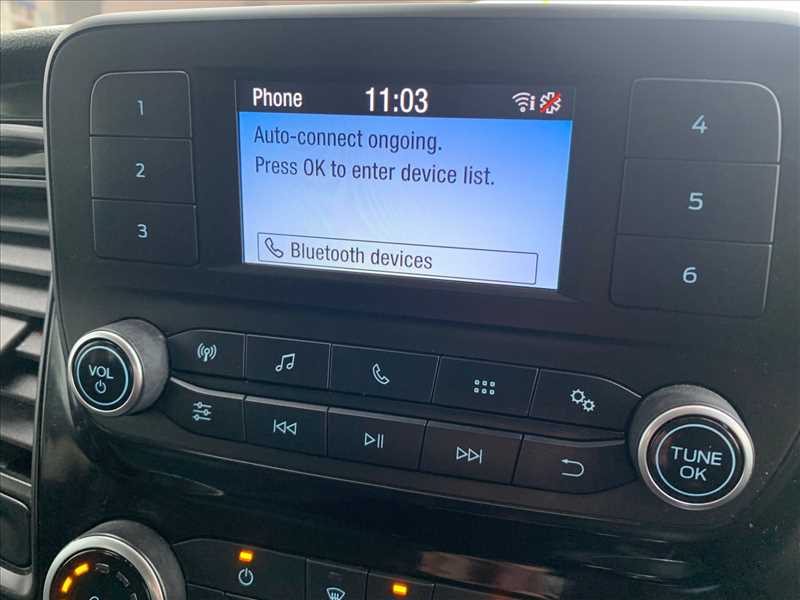 Phone 11:03
Auto-connect ongoing.
Press OK to enter device list.
Bluetooth devices
1
2
3
4
5
6
VOL
TUNE
OK